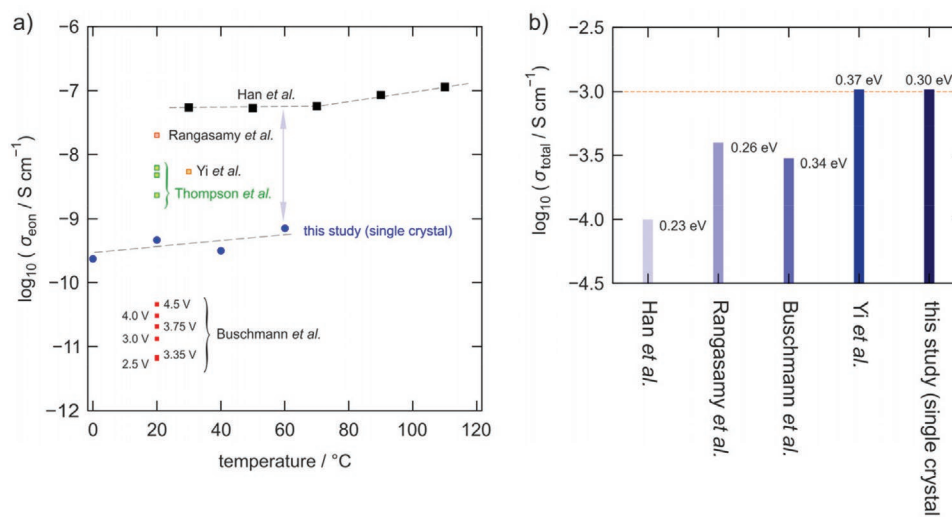 a)
log₁₀ ( σₑₒₙ / S cm⁻¹)
−6
−7
−8
−9
−10
−11
−12
Han et al.
Rangasamy et al.
Yi et al.
Thompson et al.
this study (single crystal)
4.5 V
4.0 V
3.75 V
3.0 V
3.35 V
2.5 V
Buschmann et al.
0 20 40 60 80 100 120
temperature / °C
b)
log₁₀ (σₜₒₜₐₗ / S cm⁻¹)
−2.5
−3.0
−3.5
−4.0
−4.5
0.23 eV
0.26 eV
0.34 eV
0.37 eV
0.30 eV
Han et al.
Rangasamy et al.
Buschmann et al.
Yi et al.
this study (single crystal